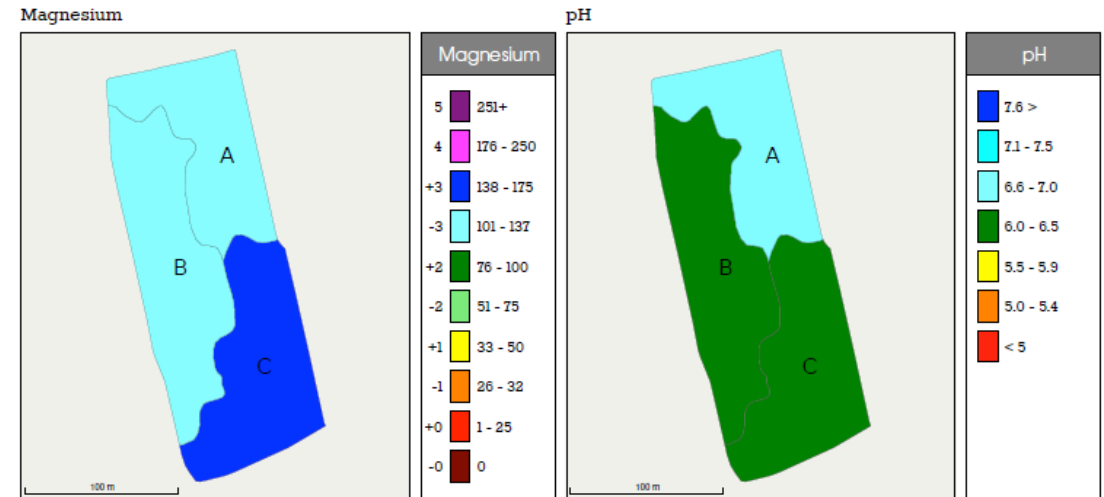 Magnesium
A
B
C
100 m
Magnesium
5 251+
4 176 - 250
+3 138 - 175
-3 101 - 137
+2 76 - 100
-2 51 - 75
+1 33 - 50
-1 26 - 32
+0 1 - 25
-0 0
pH
A
B
C
100 m
pH
7.6 >
7.1 - 7.5
6.6 - 7.0
6.0 - 6.5
5.5 - 5.9
5.0 - 5.4
< 5